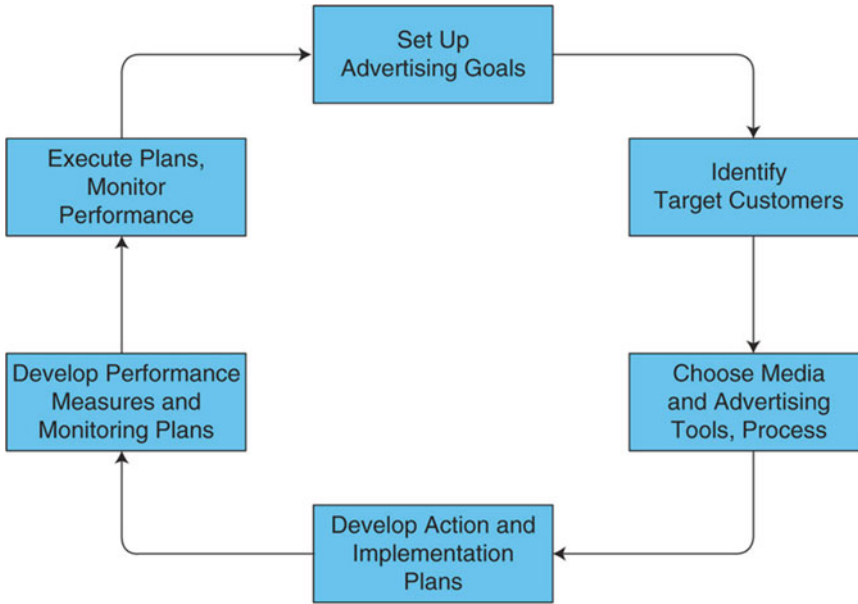 Set Up
Advertising Goals
Identify
Target Customers
Choose Media
and Advertising
Tools, Process
Develop Action and
Implementation
Plans
Develop Performance
Measures and
Monitoring Plans
Execute Plans,
Monitor
Performance